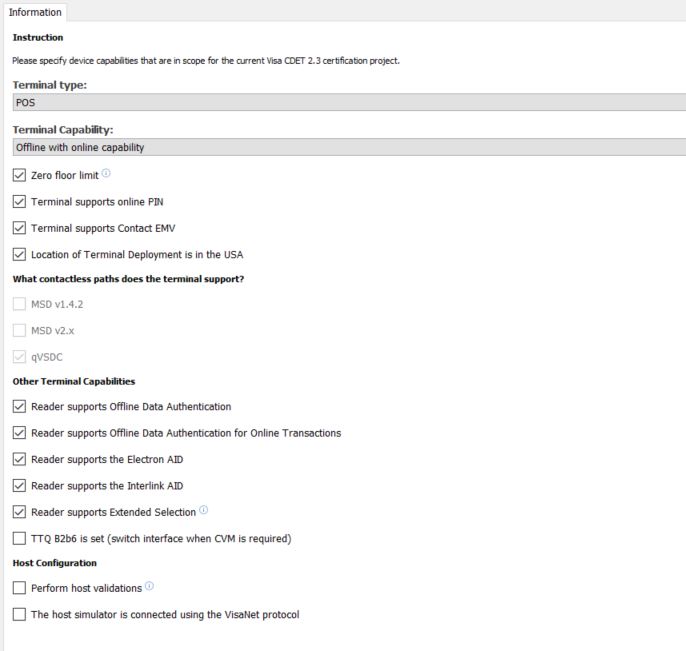 Information
Instruction
Please specify device capabilities that are in scope for the current Visa CDET 2.3 certification project.
Terminal type:
POS
Terminal Capability:
Offline with online capability
Zero floor limit
Terminal supports online PIN
Terminal supports Contact EMV
Location of Terminal Deployment is in the USA
What contactless paths does the terminal support?
MSD v1.4.2
MSD v2.x
qVSDC
Other Terminal Capabilities
Reader supports Offline Data Authentication
Reader supports Offline Data Authentication for Online Transactions
Reader supports the Electron AID
Reader supports the Interlink AID
Reader supports Extended Selection
TTQ B2b6 is set (switch interface when CVM is required)
Host Configuration
Perform host validations
The host simulator is connected using the VisaNet protocol